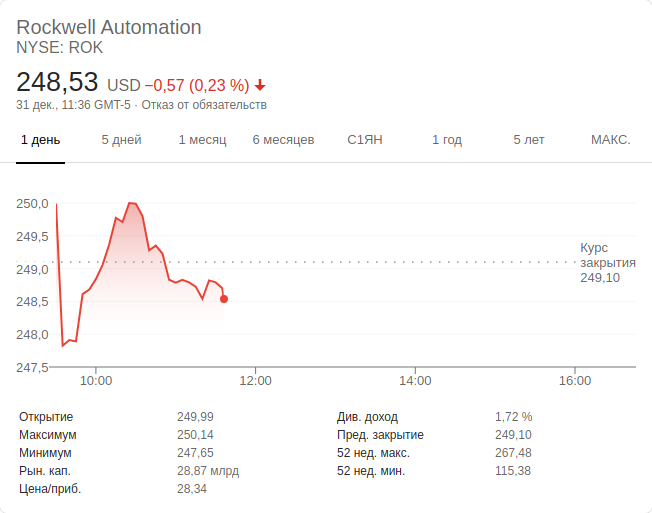 Rockwell Automation
NYSE: ROK
248,53 USD −0,57 (0,23 %)
31 дек., 11:36 GMT-5 · Отказ от обязательств
1 день 5 дней 1 месяц 6 месяцев С1ЯН 1 год 5 лет МАКС.
250,0
249,5
Курс
закрытия
249,10
249,0
248,5
248,0
247,5
10:00 12:00 14:00 16:00
Открытие 249,99 Див. доход 1,72 %
Максимум 250,14 Пред. закрытие 249,10
Минимум 247,65 52 нед. макс. 267,48
Рын. кап. 28,87 млрд 52 нед. мин. 115,38
Цена/приб. 28,34